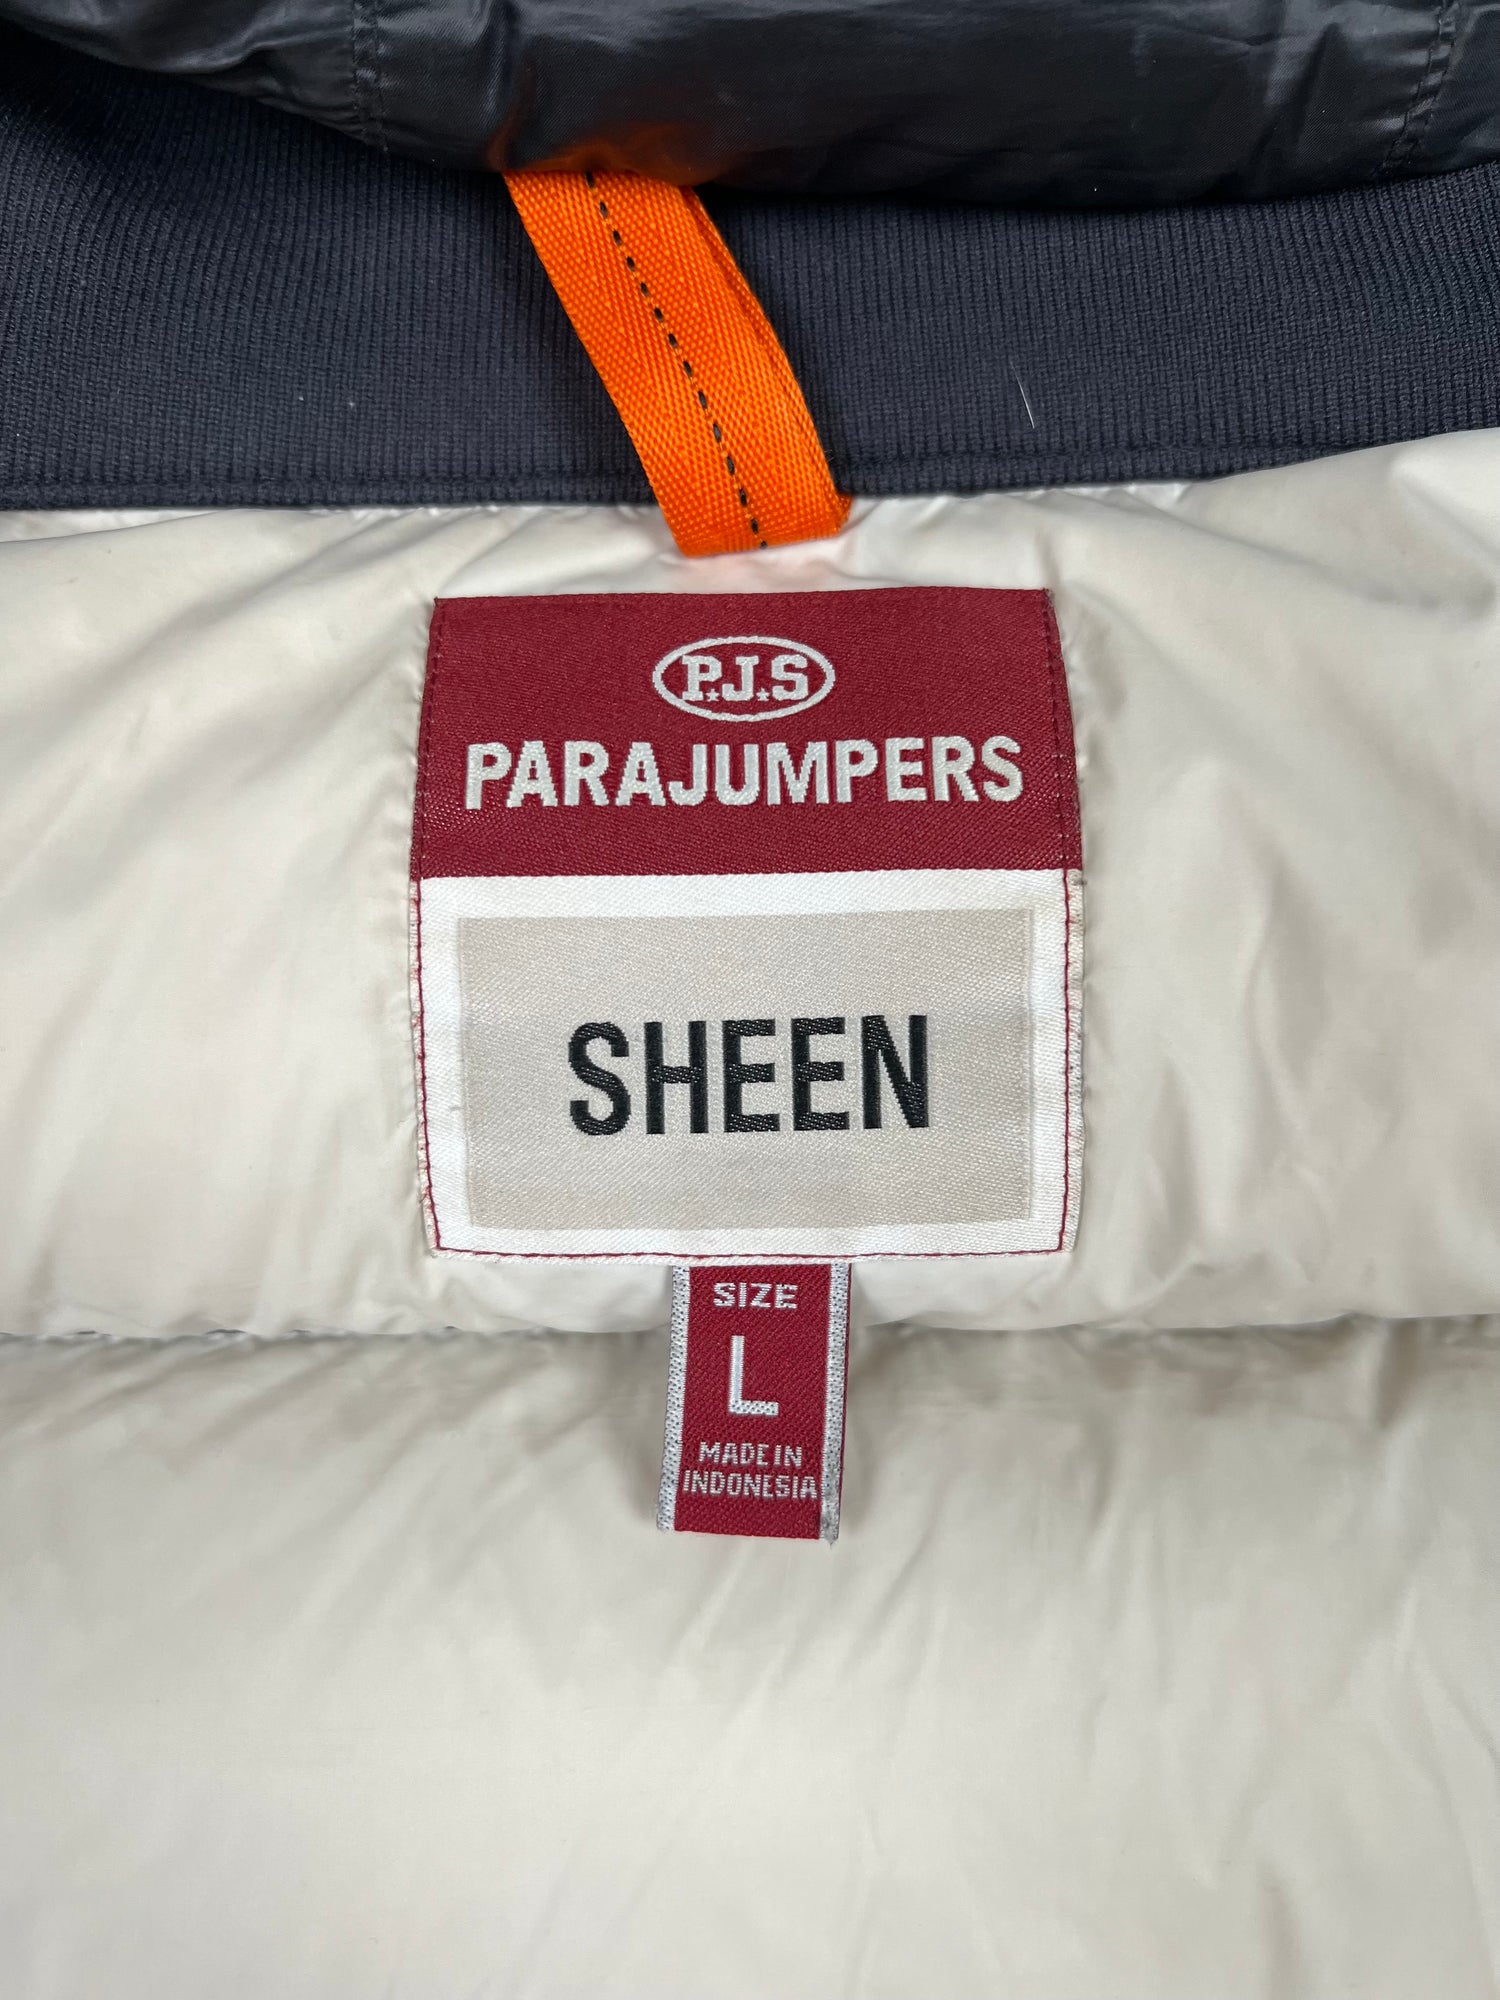 P.J.S
PARAJUMPERS
SHEEN
SIZE
L
MADE IN
INDONESIA